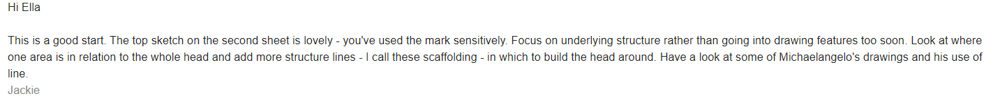 Hi Ella
This is a good start. The top sketch on the second sheet is lovely - you've used the mark sensitively. Focus on underlying structure rather than going into drawing features too soon. Look at where
one area is in relation to the whole head and add more structure lines - I call these scaffolding - in which to build the head around. Have a look at some of Michaelangelo's drawings and his use of
line.
Jackie